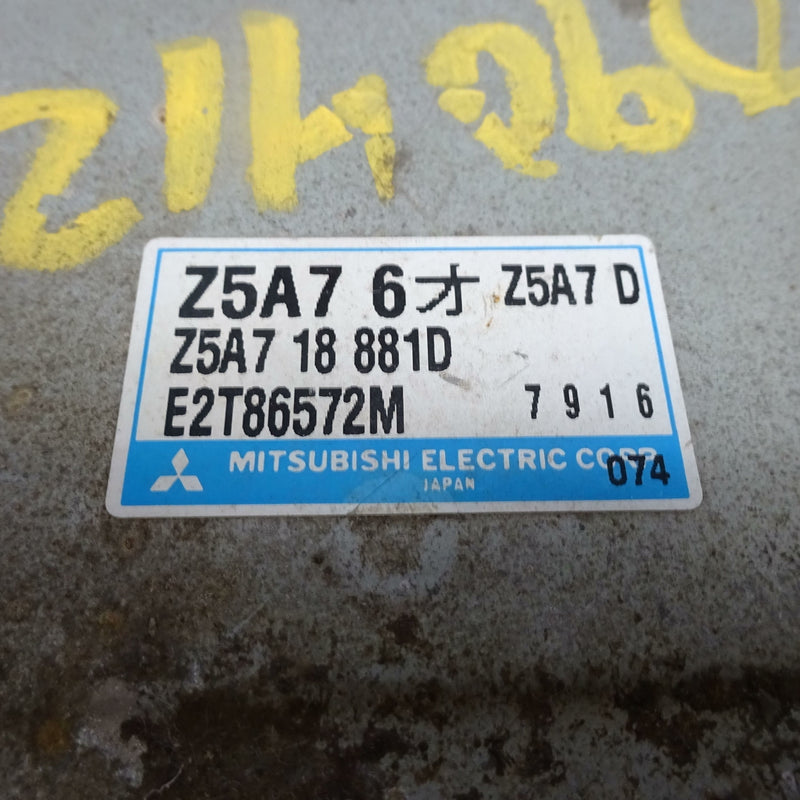 Z5A7 6オ Z5A7 D
Z5A7 18 881D
E2T86572M 7916
MITSUBISHI ELECTRIC CORP. 074
JAPAN